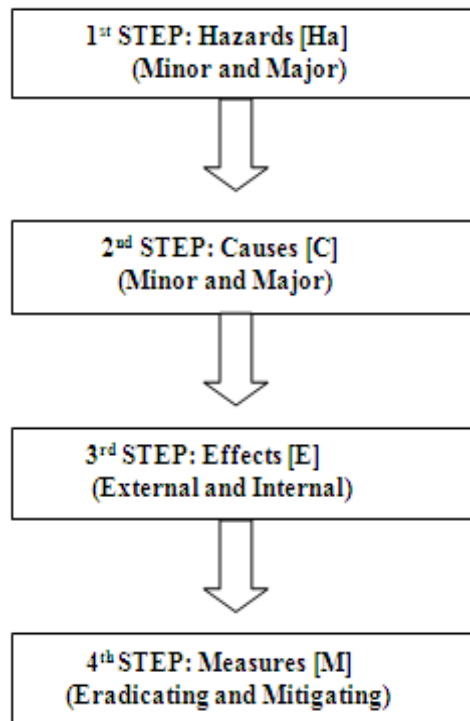 1st STEP: Hazards [Ha]
(Minor and Major)
2nd STEP: Causes [C]
(Minor and Major)
3rd STEP: Effects [E]
(External and Internal)
4th STEP: Measures [M]
(Eradicating and Mitigating)